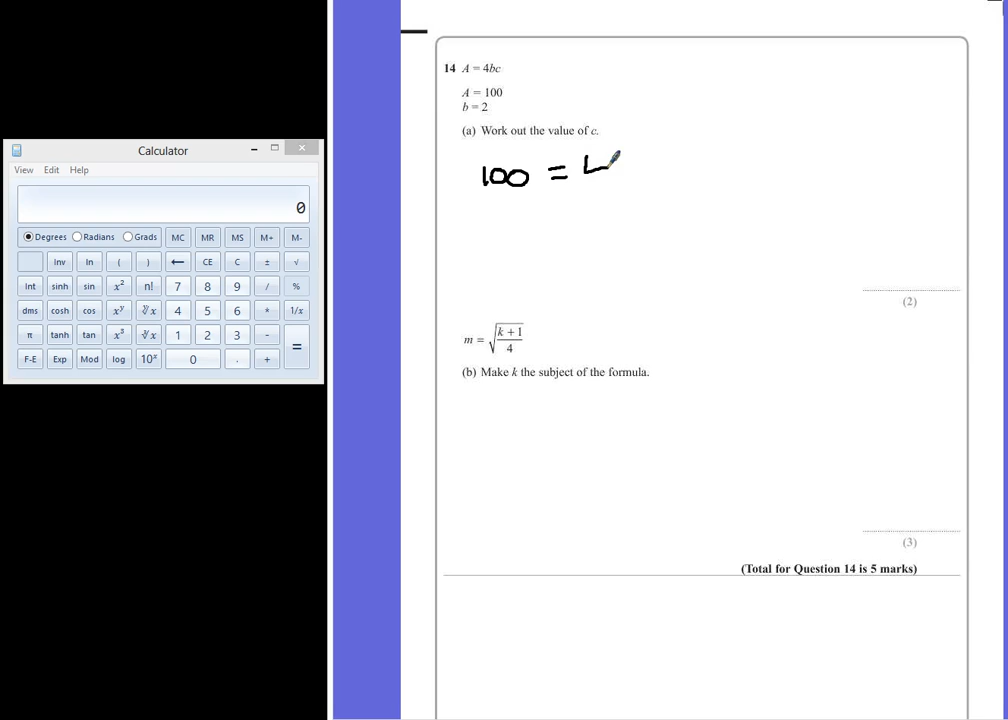 Calculator
View Edit Help
0
Degrees Radians Grads MC MR MS M+ M-
Inv ln ( ) ← CE C ± √
Int sinh sin x² n! 7 8 9 / %
dms cosh cos xʸ ʸ√x 4 5 6 * 1/x
π tanh tan x³ ³√x 1 2 3 - =
F-E Exp Mod log 10ˣ 0 . +
14 A = 4bc
A = 100
b = 2
(a) Work out the value of c.
100 = 4
(2)
m = √((k + 1)/4)
(b) Make k the subject of the formula.
(3)
(Total for Question 14 is 5 marks)